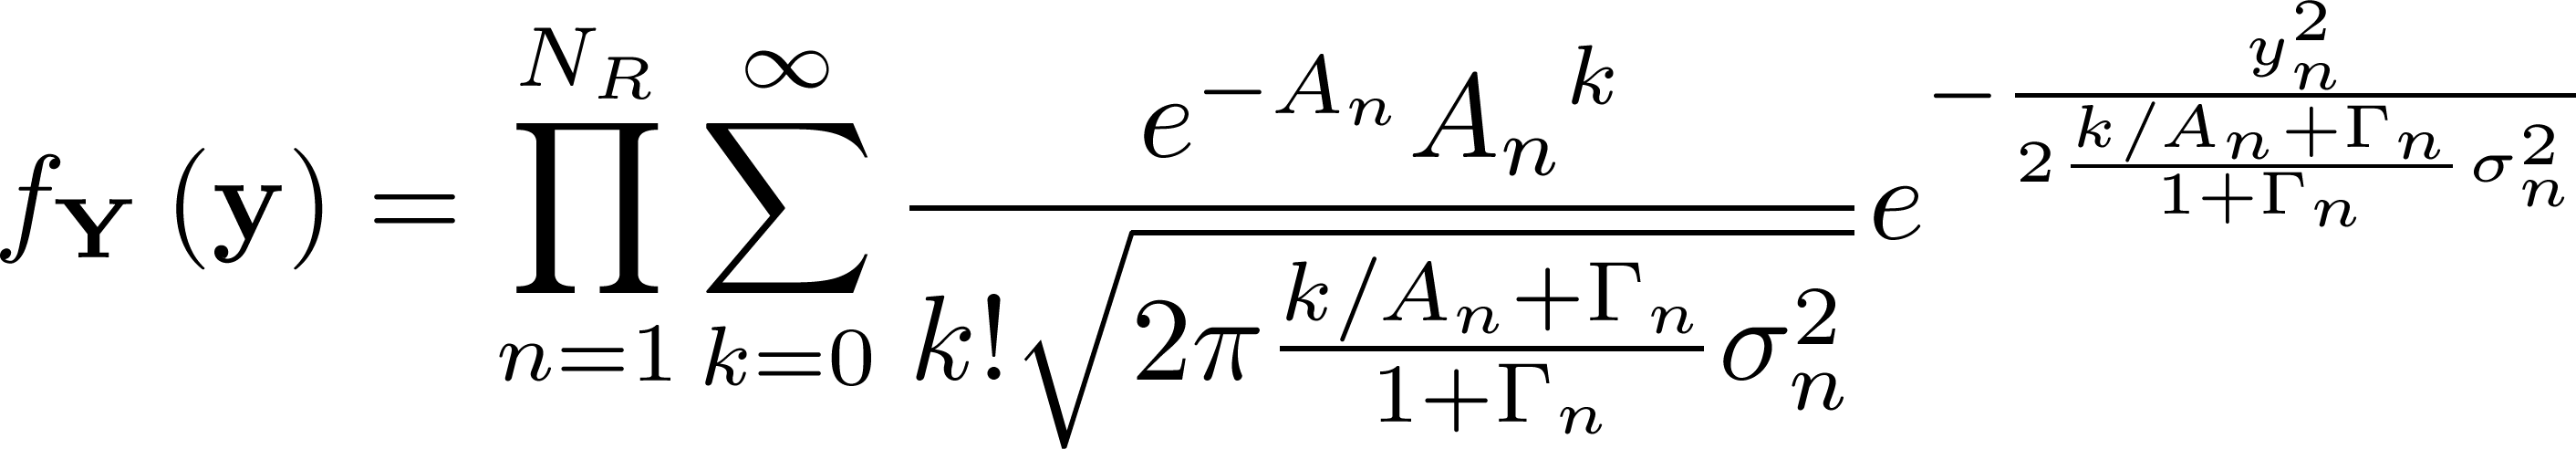 f_{\mathbf{Y}}(\mathbf{y}) = \prod_{n=1}^{N_R} \sum_{k=0}^{\infty} \frac{e^{-A_n} {A_n}^k}{k! \sqrt{2\pi \frac{k/A_n + \Gamma_n}{1+\Gamma_n} \sigma_n^2}} e^{-\frac{y_n^2}{2 \frac{k/A_n + \Gamma_n}{1+\Gamma_n} \sigma_n^2}}